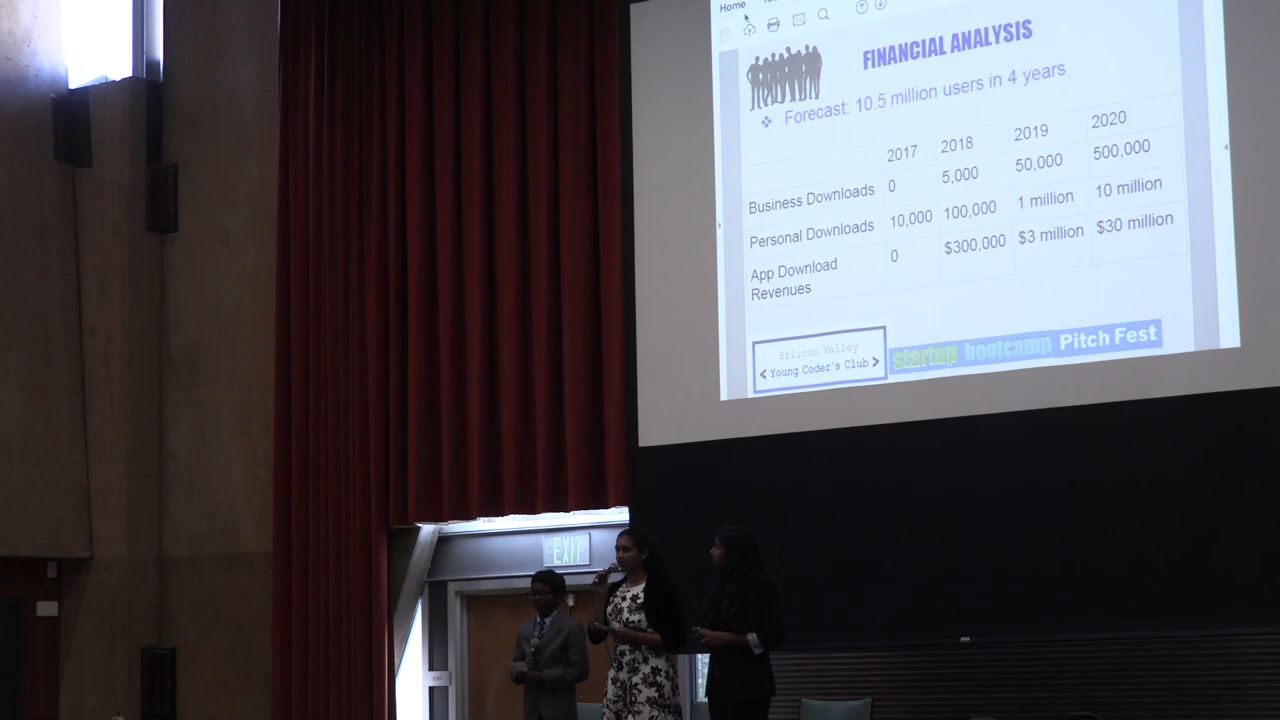 Home
FINANCIAL ANALYSIS
❖ Forecast: 10.5 million users in 4 years
2017 2018 2019 2020
Business Downloads 0 5,000 50,000 500,000
Personal Downloads 10,000 100,000 1 million 10 million
App Download Revenues 0 $300,000 $3 million $30 million
Silicon Valley
< Young Coder's Club >
startup bootcamp Pitch Fest
EXIT
EXIT